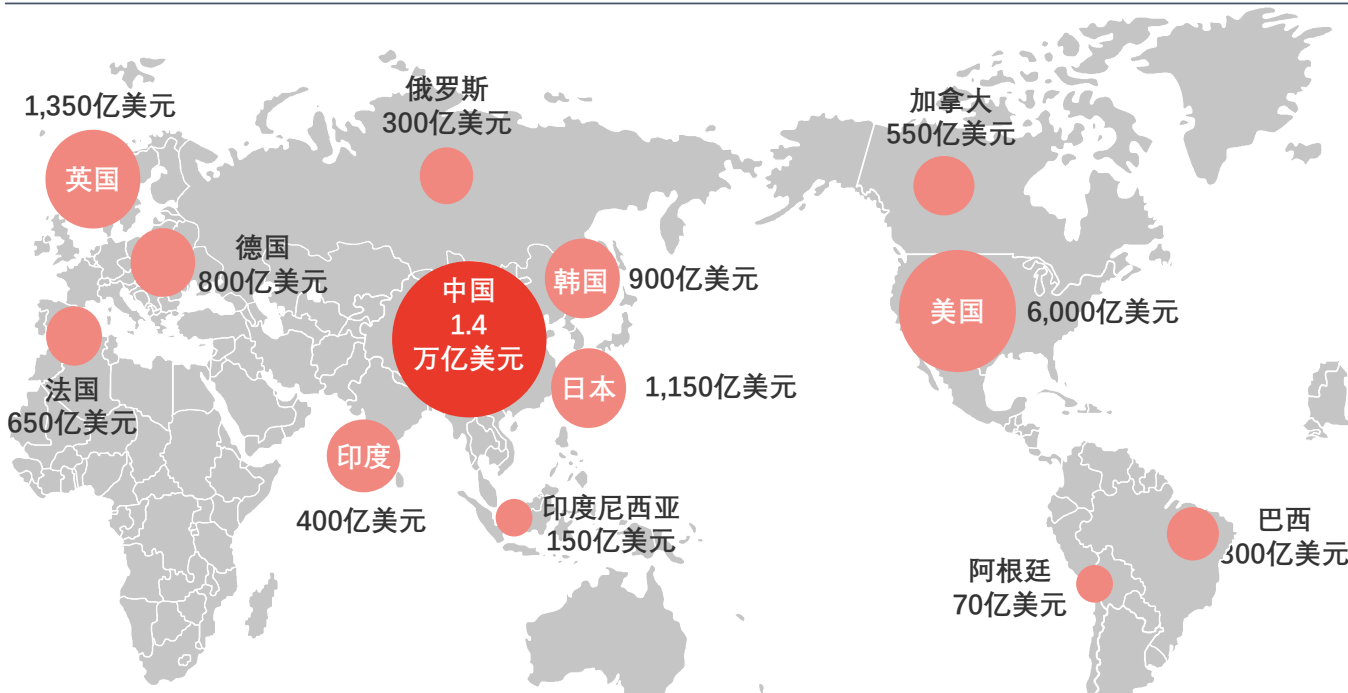 1,350亿美元
英国
俄罗斯
300亿美元
加拿大
550亿美元
德国
800亿美元
中国
1.4
万亿美元
韩国
900亿美元
美国
6,000亿美元
法国
650亿美元
日本
1,150亿美元
印度
400亿美元
印度尼西亚
150亿美元
巴西
300亿美元
阿根廷
70亿美元